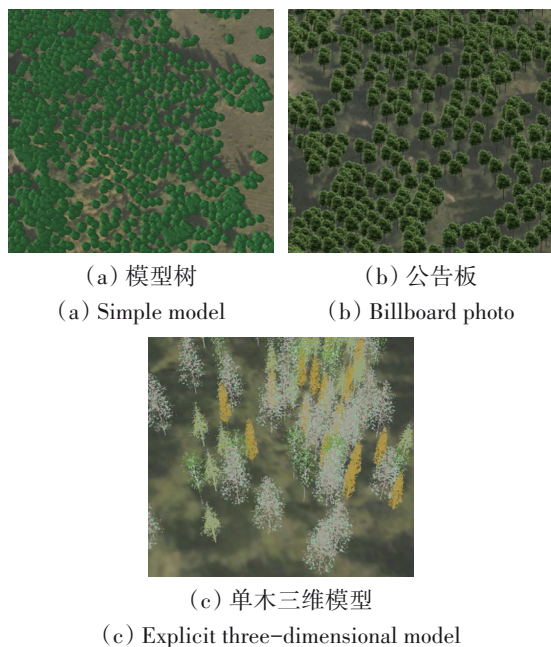 (a) 模型树
(b) 公告板
(a) Simple model
(b) Billboard photo
(c) 单木三维模型
(c) Explicit three-dimensional model